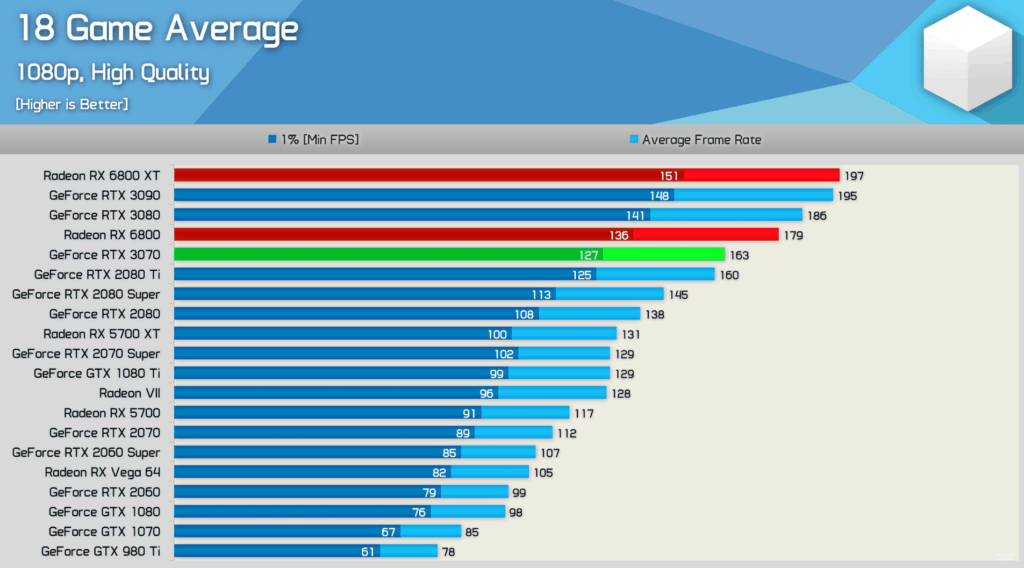 18 Game Average
1080p, High Quality
[Higher is Better]
1% [Min FPS] Average Frame Rate
Radeon RX 6800 XT 151 197
GeForce RTX 3090 148 195
GeForce RTX 3080 141 186
Radeon RX 6800 136 179
GeForce RTX 3070 127 163
GeForce RTX 2080 Ti 125 160
GeForce RTX 2080 Super 113 145
GeForce RTX 2080 108 138
Radeon RX 5700 XT 100 131
GeForce RTX 2070 Super 102 129
GeForce GTX 1080 Ti 99 129
Radeon VII 96 128
Radeon RX 5700 91 117
GeForce RTX 2070 89 112
GeForce RTX 2060 Super 85 107
Radeon RX Vega 64 82 105
GeForce RTX 2060 79 99
GeForce GTX 1080 76 98
GeForce GTX 1070 67 85
GeForce GTX 980 Ti 61 78